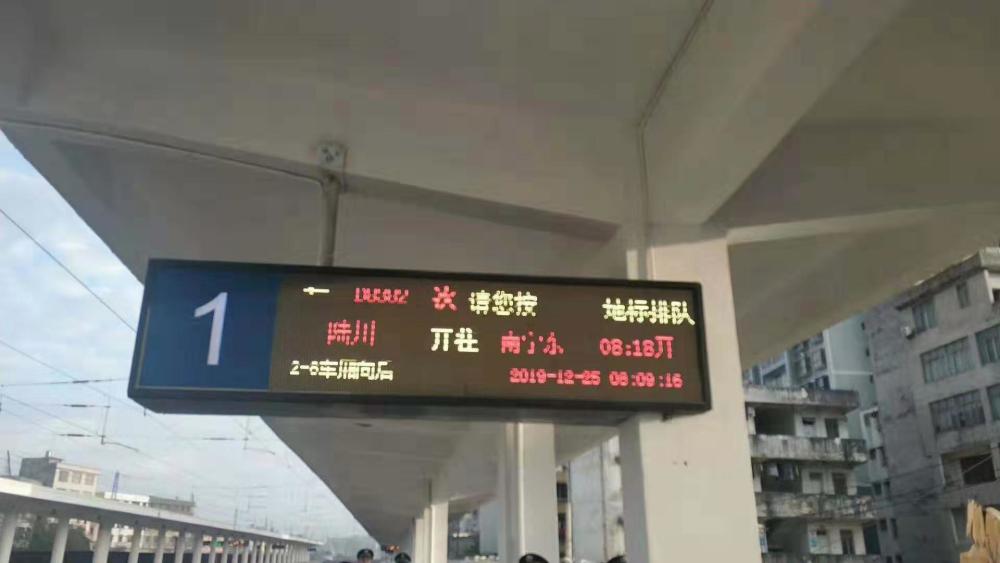 1
← 次 请您按 地标排队
陆川 开往 南宁东 08:18开
2-6车厢向后
2019-12-25 08:09:16